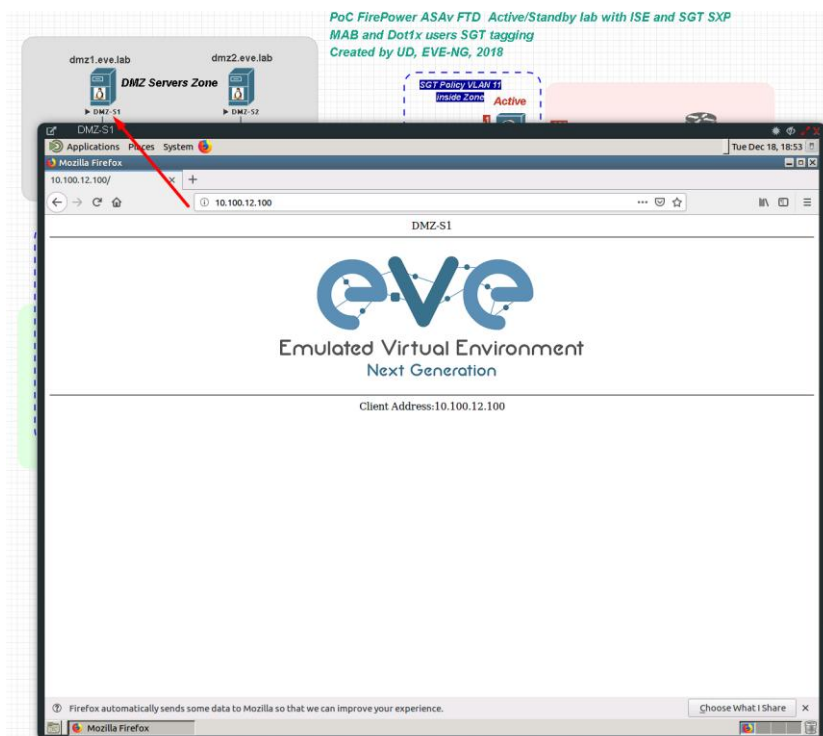 PoC FirePower ASAv FTD Active/Standby lab with ISE and SGT SXP
MAB and Dot1x users SGT tagging
Created by UD, EVE-NG, 2018
dmz1.eve.lab
dmz2.eve.lab
DMZ Servers Zone
DMZ-S1
DMZ-S2
SGT Policy VLAN 11
Inside Zone
Active
DMZ-S1
Applications Places System
Tue Dec 18, 18:53
Mozilla Firefox
10.100.12.100/
10.100.12.100
DMZ-S1
eve
Emulated Virtual Environment
Next Generation
Client Address:10.100.12.100
Firefox automatically sends some data to Mozilla so that we can improve your experience.
Choose What I Share
Mozilla Firefox